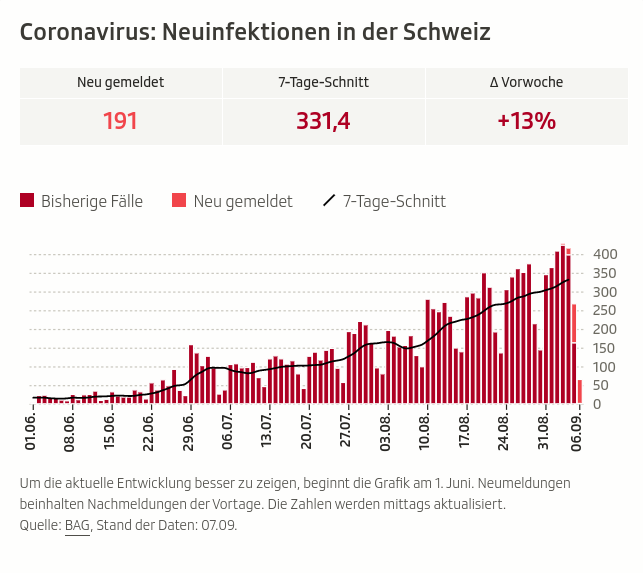 Coronavirus: Neuinfektionen in der Schweiz
Neu gemeldet 7-Tage-Schnitt Δ Vorwoche
191 331,4 +13%
Bisherige Fälle Neu gemeldet 7-Tage-Schnitt
400
350
300
250
200
150
100
50
0
01.06. 08.06. 15.06. 22.06. 29.06. 06.07. 13.07. 20.07. 27.07. 03.08. 10.08. 17.08. 24.08. 31.08. 06.09.
Um die aktuelle Entwicklung besser zu zeigen, beginnt die Grafik am 1. Juni. Neumeldungen
beinhalten Nachmeldungen der Vortage. Die Zahlen werden mittags aktualisiert.
Quelle: BAG, Stand der Daten: 07.09.